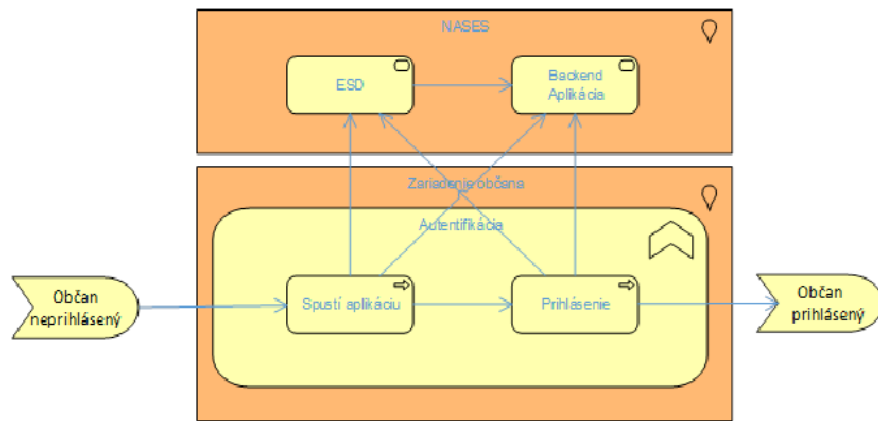 NASES
ESD
Backend
Aplikácia
Zariadenie občana
Autentifikácia
Občan
neprihlásený
Spustí aplikáciu
Prihlásenie
Občan
prihlásený